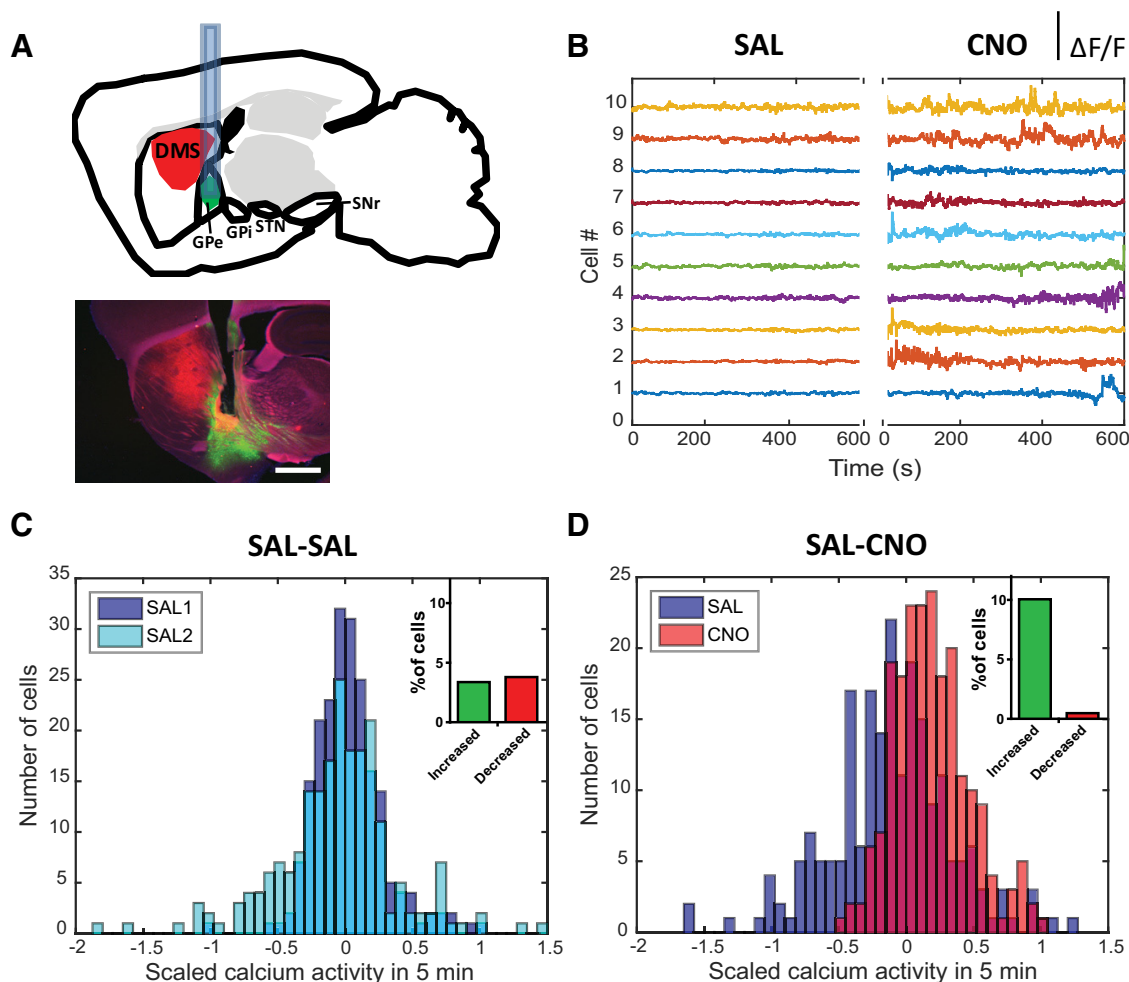 A
DMS
GPe
GPi
STN
SNr
B
SAL
CNO
ΔF/F
Cell #
10
9
8
7
6
5
4
3
2
1
0
0 200 400 600 0 200 400 600
Time (s)
C
SAL-SAL
SAL1
SAL2
Number of cells
35
30
25
20
15
10
5
0
-2 -1.5 -1 -0.5 0 0.5 1 1.5
Scaled calcium activity in 5 min
%of cells
10
5
0
Increased
Decreased
D
SAL-CNO
SAL
CNO
Number of cells
25
20
15
10
5
0
-2 -1.5 -1 -0.5 0 0.5 1 1.5
Scaled calcium activity in 5 min
%of cells
10
5
0
Increased
Decreased